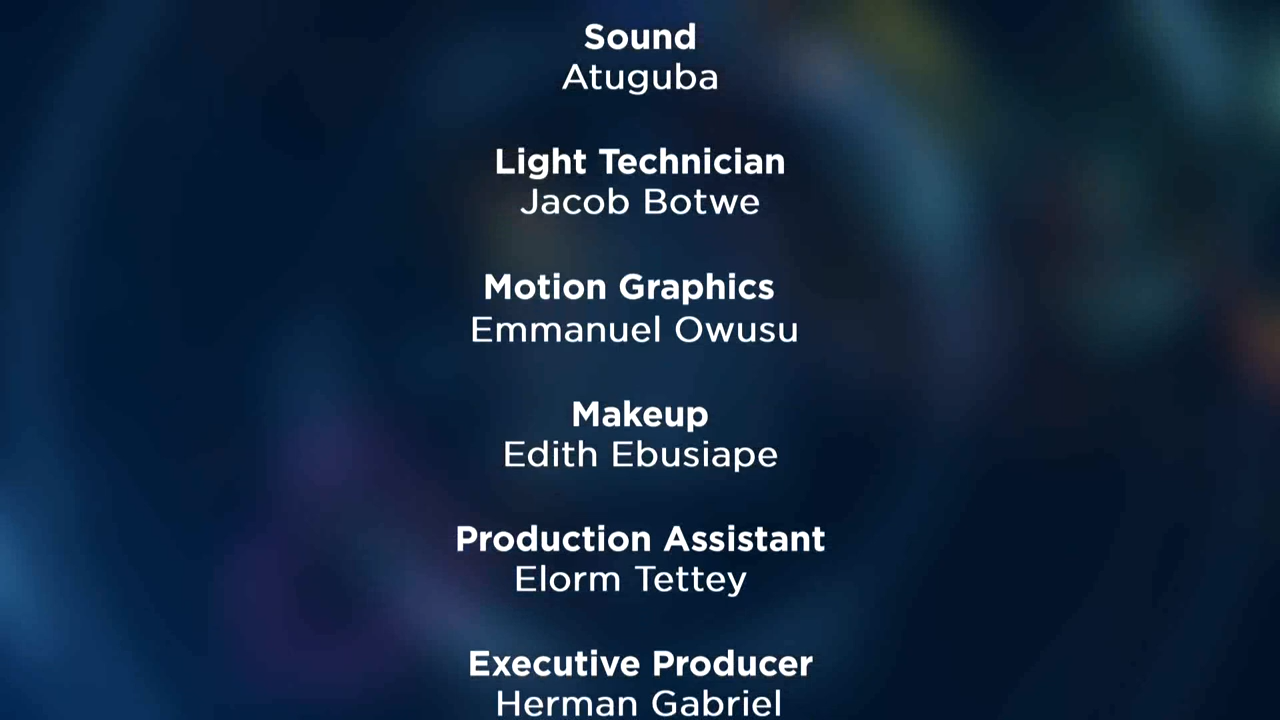 Sound
Atuguba
Light Technician
Jacob Botwe
Motion Graphics
Emmanuel Owusu
Makeup
Edith Ebusiape
Production Assistant
Elorm Tettey
Executive Producer
Herman Gabriel